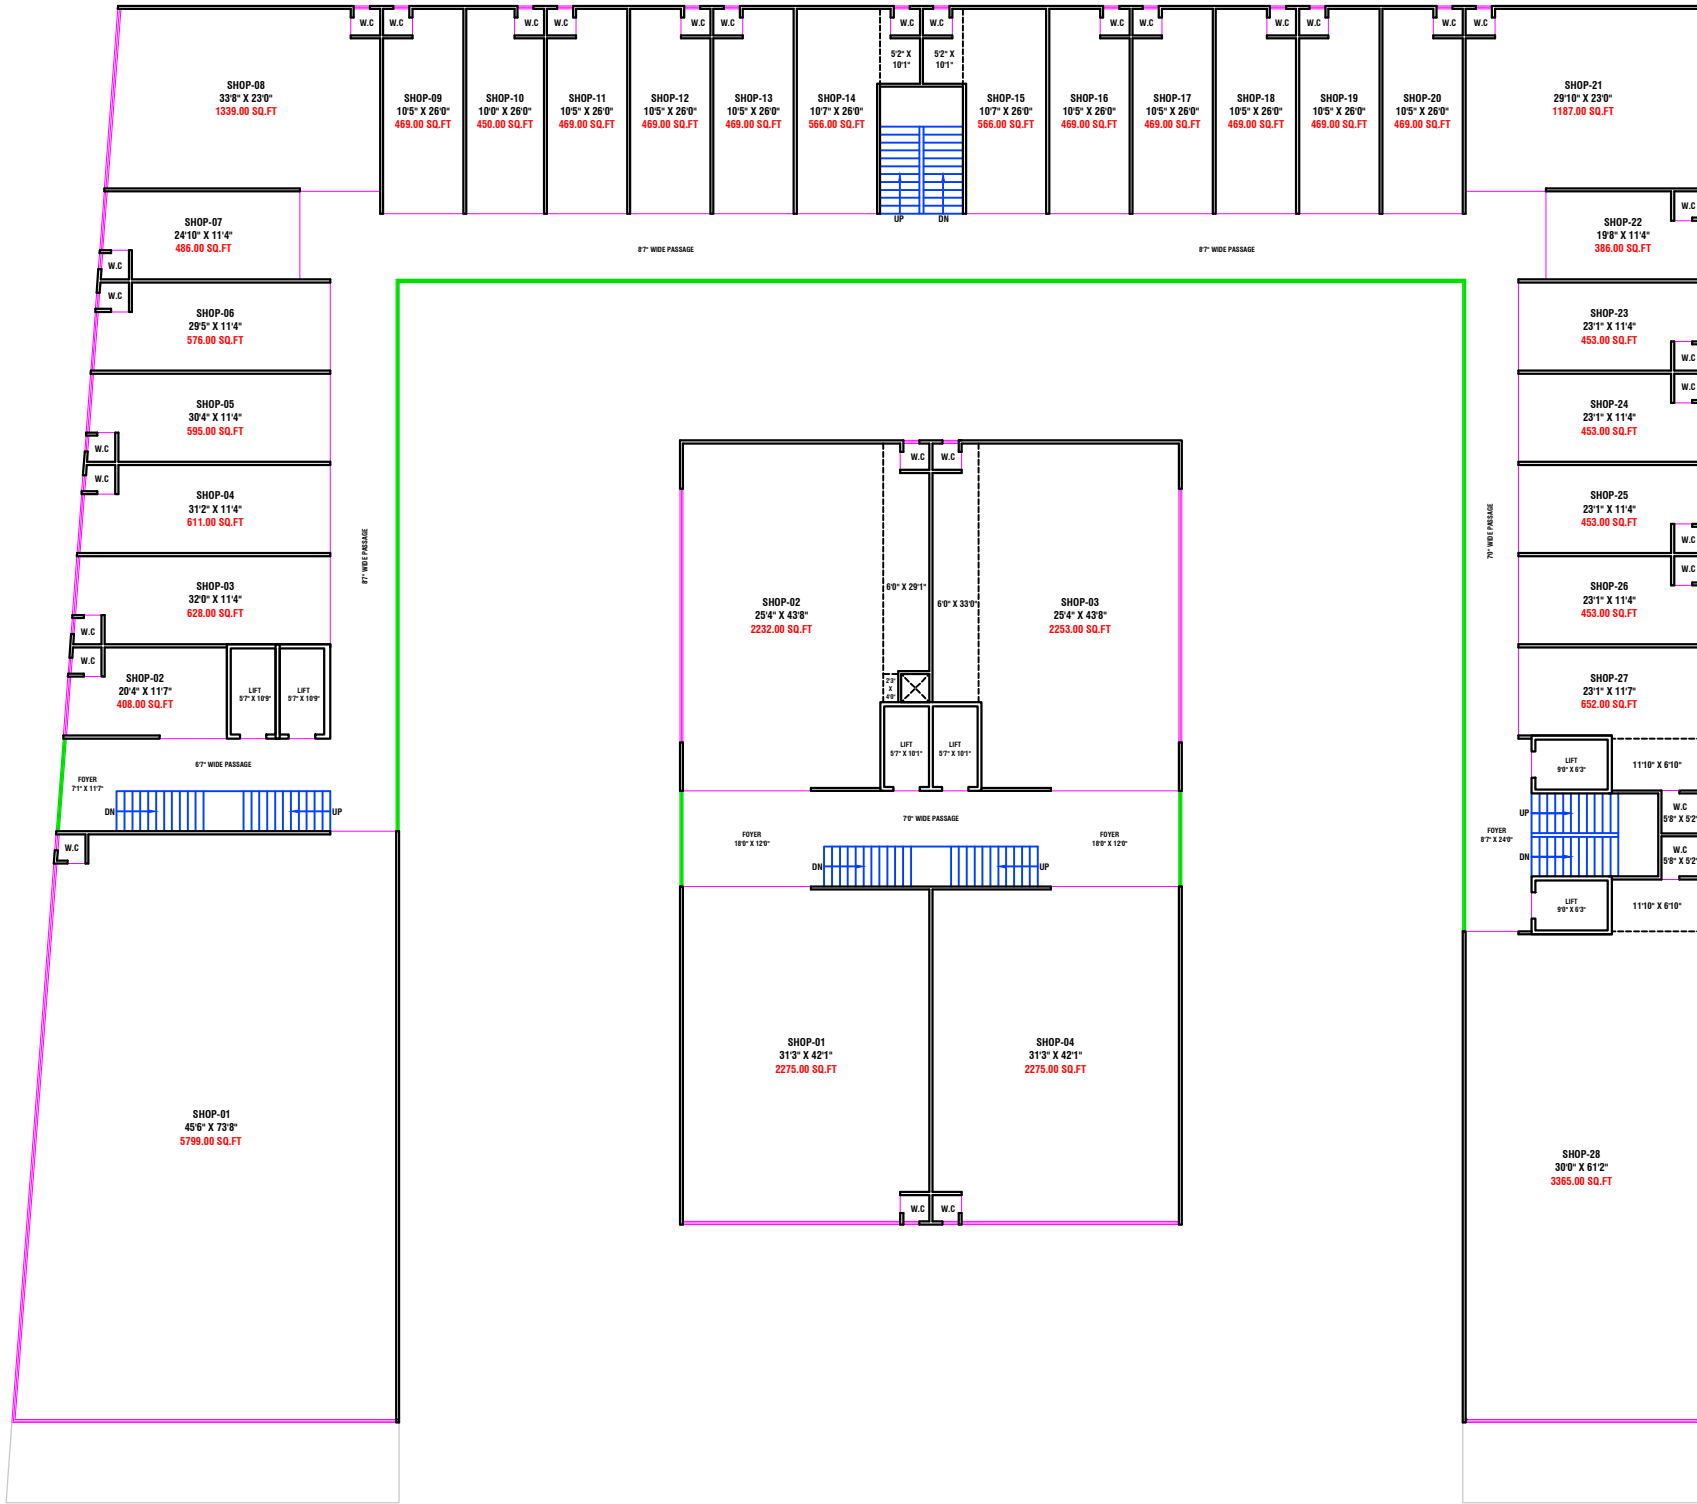 W.C
W.C
W.C
W.C
W.C
W.C
W.C
W.C
W.C
W.C
W.C
W.C
W.C
W.C
5'2" X
10'1"
5'2" X
10'1"
SHOP-08
33'8" X 23'0"
1339.00 SQ.FT
SHOP-09
10'5" X 26'0"
469.00 SQ.FT
SHOP-10
10'0" X 26'0"
450.00 SQ.FT
SHOP-11
10'5" X 26'0"
469.00 SQ.FT
SHOP-12
10'5" X 26'0"
469.00 SQ.FT
SHOP-13
10'5" X 26'0"
469.00 SQ.FT
SHOP-14
10'7" X 26'0"
566.00 SQ.FT
SHOP-15
10'7" X 26'0"
566.00 SQ.FT
SHOP-16
10'5" X 26'0"
469.00 SQ.FT
SHOP-17
10'5" X 26'0"
469.00 SQ.FT
SHOP-18
10'5" X 26'0"
469.00 SQ.FT
SHOP-19
10'5" X 26'0"
469.00 SQ.FT
SHOP-20
10'5" X 26'0"
469.00 SQ.FT
SHOP-21
29'10" X 23'0"
1187.00 SQ.FT
UP
DN
8'7" WIDE PASSAGE
8'7" WIDE PASSAGE
SHOP-07
24'10" X 11'4"
486.00 SQ.FT
W.C
W.C
SHOP-06
29'5" X 11'4"
576.00 SQ.FT
SHOP-05
30'4" X 11'4"
595.00 SQ.FT
W.C
W.C
SHOP-04
31'2" X 11'4"
611.00 SQ.FT
8'7" WIDE PASSAGE
SHOP-03
32'0" X 11'4"
628.00 SQ.FT
W.C
W.C
SHOP-02
20'4" X 11'7"
408.00 SQ.FT
LIFT
5'7" X 10'9"
LIFT
5'7" X 10'9"
6'7" WIDE PASSAGE
FOYER
7'1" X 11'7"
DN
UP
W.C
SHOP-01
45'6" X 73'8"
5799.00 SQ.FT
W.C
W.C
6'0" X 29'1"
6'0" X 33'0"
SHOP-02
25'4" X 43'8"
2232.00 SQ.FT
SHOP-03
25'4" X 43'8"
2253.00 SQ.FT
2'3"
X
4'0"
LIFT
5'7" X 10'1"
LIFT
5'7" X 10'1"
7'0" WIDE PASSAGE
FOYER
18'0" X 12'0"
FOYER
18'0" X 12'0"
DN
UP
SHOP-01
31'3" X 42'1"
2275.00 SQ.FT
SHOP-04
31'3" X 42'1"
2275.00 SQ.FT
W.C
W.C
W.C
SHOP-22
19'8" X 11'4"
386.00 SQ.FT
SHOP-23
23'1" X 11'4"
453.00 SQ.FT
W.C
W.C
SHOP-24
23'1" X 11'4"
453.00 SQ.FT
7'0" WIDE PASSAGE
SHOP-25
23'1" X 11'4"
453.00 SQ.FT
W.C
W.C
SHOP-26
23'1" X 11'4"
453.00 SQ.FT
SHOP-27
23'1" X 11'7"
652.00 SQ.FT
LIFT
9'0" X 6'3"
11'10" X 6'10"
UP
W.C
5'8" X 5'2"
FOYER
8'7" X 24'0"
DN
W.C
5'8" X 5'2"
LIFT
9'0" X 6'3"
11'10" X 6'10"
SHOP-28
30'0" X 61'2"
3365.00 SQ.FT